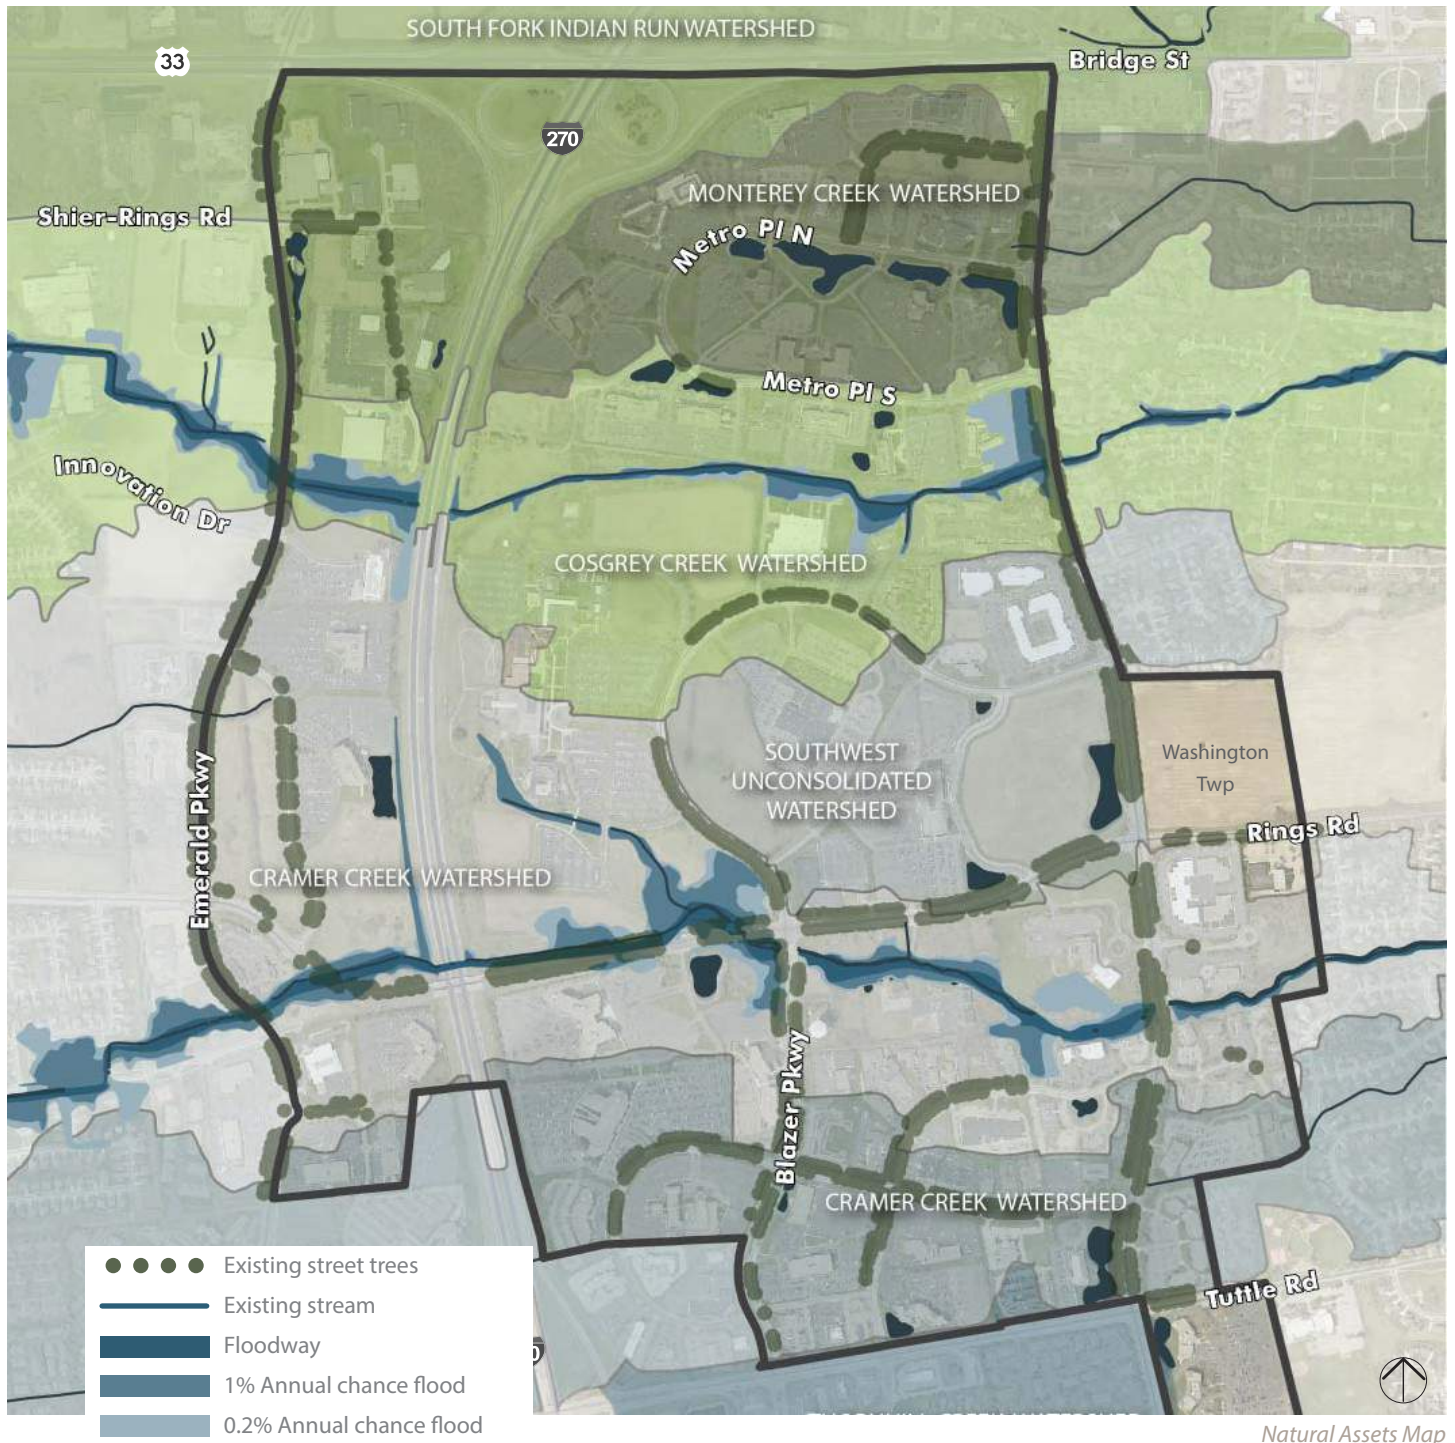 SOUTH FORK INDIAN RUN WATERSHED
33
Bridge St
270
MONTEREY CREEK WATERSHED
Shier-Rings Rd
Metro Pl N
Metro Pl S
Innovation Dr
COSGREY CREEK WATERSHED
SOUTHWEST
UNCONSOLIDATED
WATERSHED
Washington
Twp
Rings Rd
Emerald Pkwy
CRAMER CREEK WATERSHED
Blazer Pkwy
CRAMER CREEK WATERSHED
Tuttle Rd
Existing street trees
Existing stream
Floodway
1% Annual chance flood
0.2% Annual chance flood
Natural Assets Map